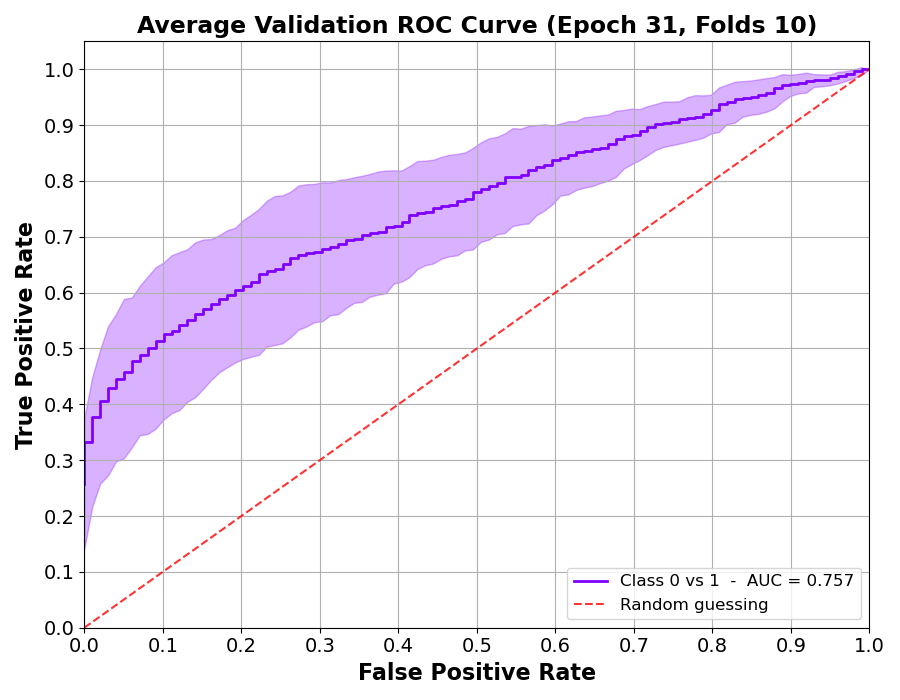 Average Validation ROC Curve (Epoch 31, Folds 10)
True Positive Rate
1.0
0.9
0.8
0.7
0.6
0.5
0.4
0.3
0.2
0.1
0.0
Class 0 vs 1 - AUC = 0.757
Random guessing
0.0 0.1 0.2 0.3 0.4 0.5 0.6 0.7 0.8 0.9 1.0
False Positive Rate